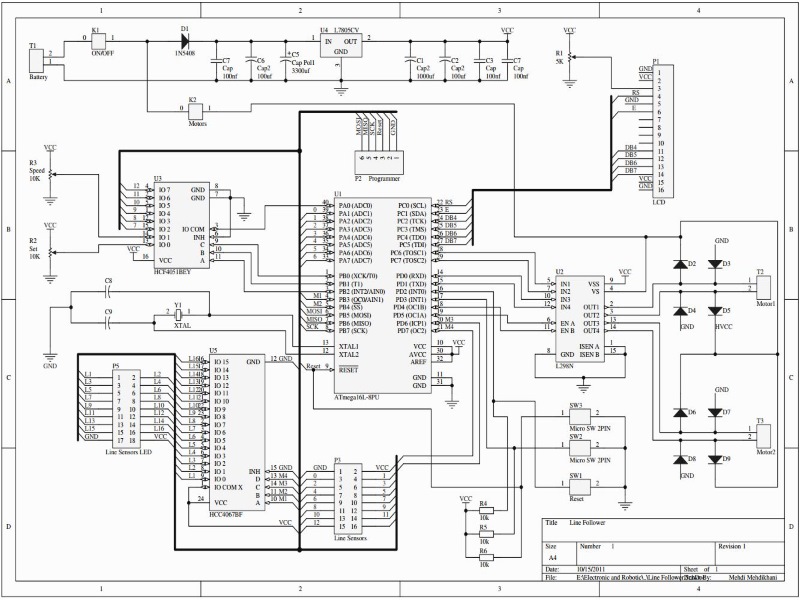 1 2 3 4
T1
1
2
Battery
0 K1 1
ON/OFF
D1
1N5408
U4 L7805CV
1 IN OUT 2
GND
3
VCC
C7
Cap
100nf
C6
Cap2
100nf
C5
Cap Pol1
3300uf
C1
Cap2
1000uf
C2
Cap2
100nf
C3
Cap
100nf
C7
Cap
100nf
VCC
R1
5K
P1
GND 1
VCC 2
3
RS 4
GND 5
E 6
7
8
9
10
DB4 11
DB5 12
DB6 13
DB7 14
VCC 15
GND 16
LCD
A
A
K2
0 1
Motors
MOSI
MISO
SCK
Reset
GND
6 5 4 3 2 1
P2 Programmer
VCC
R3
Speed
10K
VCC
R2
Set
10K
U3
IO 7
IO 6
IO 5
IO 4
IO 3
IO 2
IO 1
IO 0
VCC
GND
GND
IO COM
INH
C
B
A
VCC 16
HCF4051BEY
B
B
U1
PA0 (ADC0)
PA1 (ADC1)
PA2 (ADC2)
PA3 (ADC3)
PA4 (ADC4)
PA5 (ADC5)
PA6 (ADC6)
PA7 (ADC7)
PB0 (XCK/T0)
PB1 (T1)
PB2 (INT2/AIN0)
PB3 (OC0/AIN1)
PB4 (SS)
PB5 (MOSI)
PB6 (MISO)
PB7 (SCK)
XTAL1
XTAL2
RESET
PC0 (SCL)
PC1 (SDA)
PC2 (TCK)
PC3 (TMS)
PC4 (TDO)
PC5 (TDI)
PC6 (TOSC1)
PC7 (TOSC2)
PD0 (RXD)
PD1 (TXD)
PD2 (INT0)
PD3 (INT1)
PD4 (OC1B)
PD5 (OC1A)
PD6 (ICP1)
PD7 (OC2)
VCC
AVCC
AREF
GND
GND
ATmega16L-8PU
RS
E
DB4
DB5
DB6
DB7
M1
M2
MOSI
MISO
SCK
M3
M4
Reset 9
VCC
C8
C9
Y1
1 2
XTAL
GND
U2
IN1
IN2
IN3
IN4
EN A
EN B
GND
VSS
VS
OUT1
OUT2
OUT3
OUT4
ISEN A
ISEN B
L298N
VCC
GND
D2 D3
D4 D5
GND HVCC
T2
2
1
Motor1
GND
D6 D7
D8 D9
GND
T3
1
2
Motor2
C
C
P5
L1 1 2 L2
L3 3 4 L4
L5 5 6 L6
L7 7 8 L8
L9 9 10 L10
L11 11 12 L12
L13 13 14 L14
L15 15 16 L16
GND 17 18 VCC
Line Sensors LED
U5
IO 15
IO 14
IO 13
IO 12
IO 11
IO 10
IO 9
IO 8
IO 7
IO 6
IO 5
IO 4
IO 3
IO 2
IO 1
IO 0
IO COM X
VCC
GND 12 GND
INH 15 GND
D 13 M4
C 14 M3
B 11 M2
A 10 M1
24
VCC
HCC4067BF
P3
GND 1 2 VCC
3 4
5 6
7 8
9 10
11 12
13 14
15 16
Line Sensors
SW3
1 2
Micro SW 2PIN
SW2
1 2
Micro SW 2PIN
SW1
1 2
Reset
VCC
R4
10k
R5
10k
R6
10k
D
D
Title Line Follower
Size
A4
Number 1
Revision 1
Date: 10/15/2011 Sheet of 1
File: E:\Electronic and Robotic\..\Line Follower By: Mehdi Mehdikhani
1 2 3 4